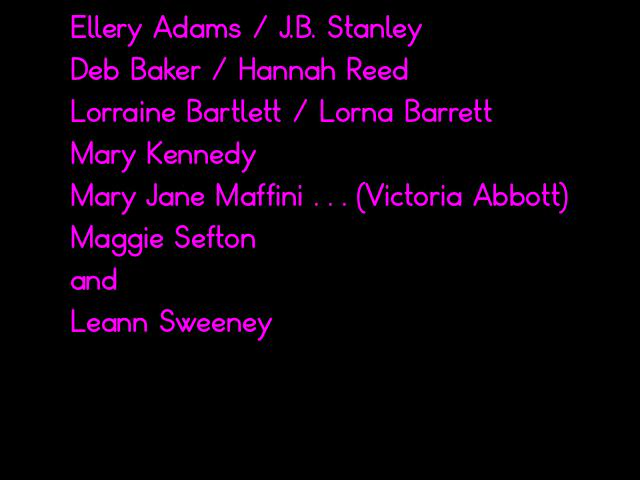 Ellery Adams / J.B. Stanley
Deb Baker / Hannah Reed
Lorraine Bartlett / Lorna Barrett
Mary Kennedy
Mary Jane Maffini . . . (Victoria Abbott)
Maggie Sefton
and
Leann Sweeney